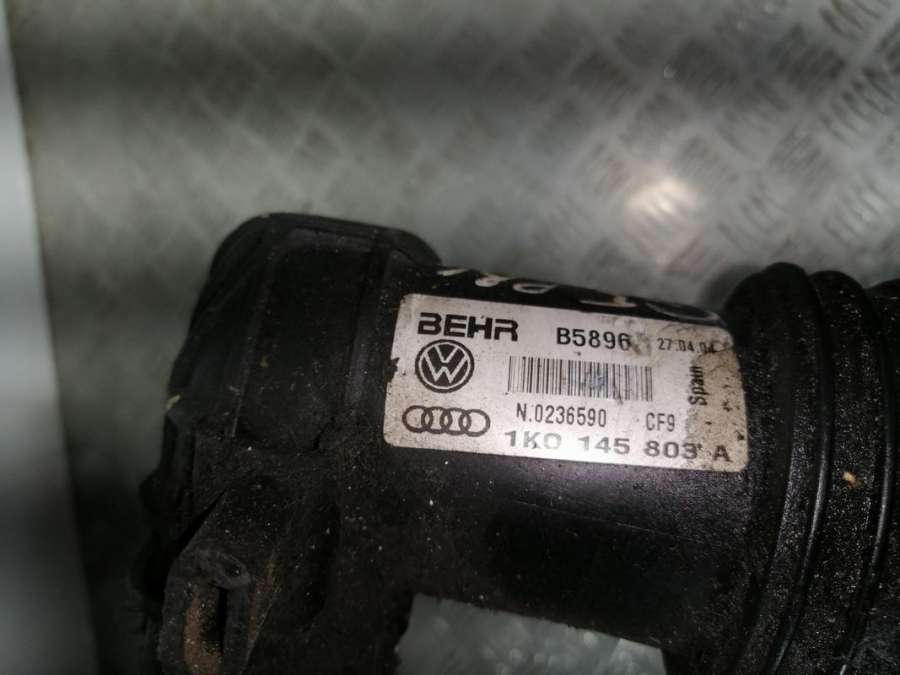 BEHR B5896 27.04.04
Spain
N.0236590 CF9
1K0 145 803 A